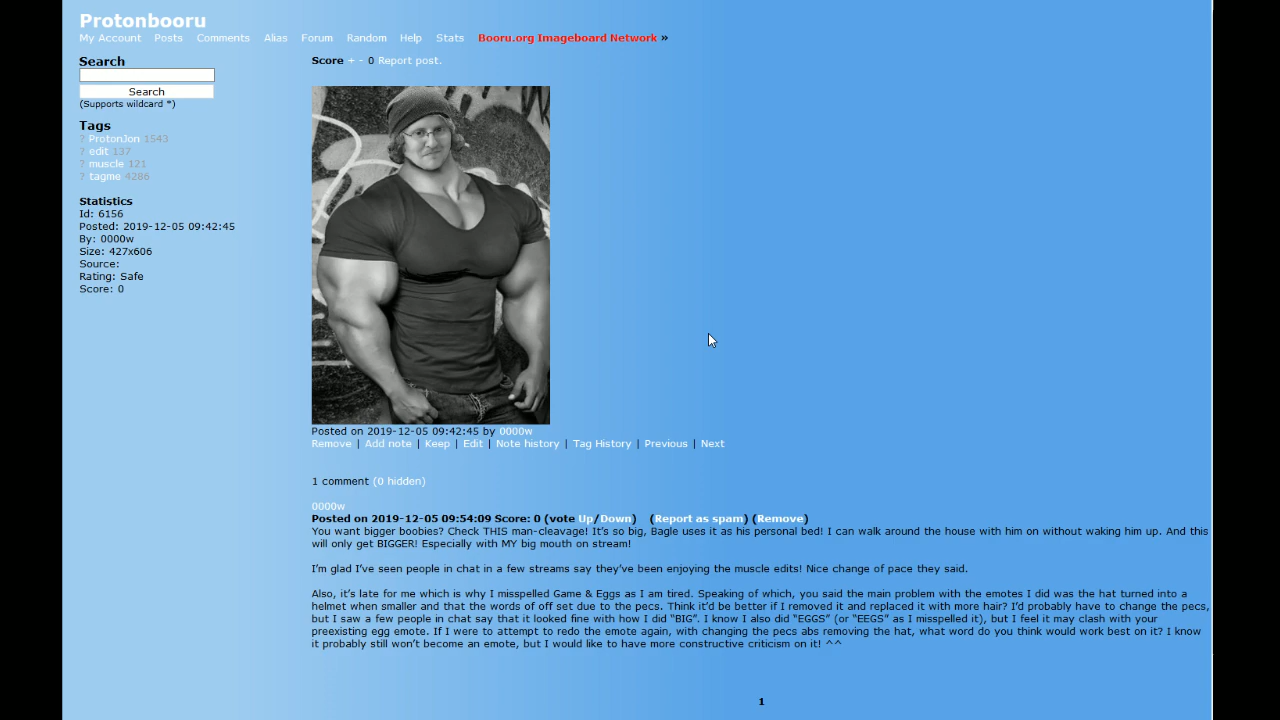 Protonbooru
My Account Posts Comments Alias Forum Random Help Stats Booru.org Imageboard Network »
Search
Search
(Supports wildcard *)
Tags
? ProtonJon 1543
? edit 137
? muscle 121
? tagme 4286
Statistics
Id: 6156
Posted: 2019-12-05 09:42:45
By: 0000w
Size: 427x606
Source:
Rating: Safe
Score: 0
Score + - 0 Report post.
Posted on 2019-12-05 09:42:45 by 0000w
Remove | Add note | Keep | Edit | Note history | Tag History | Previous | Next
1 comment (0 hidden)
0000w
Posted on 2019-12-05 09:54:09 Score: 0 (vote Up/Down) (Report as spam) (Remove)
You want bigger boobies? Check THIS man-cleavage! It's so big, Bagle uses it as his personal bed! I can walk around the house with him on without waking him up. And this
will only get BIGGER! Especially with MY big mouth on stream!
I'm glad I've seen people in chat in a few streams say they've been enjoying the muscle edits! Nice change of pace they said.
Also, it's late for me which is why I misspelled Game & Eggs as I am tired. Speaking of which, you said the main problem with the emotes I did was the hat turned into a
helmet when smaller and that the words of off set due to the pecs. Think it'd be better if I removed it and replaced it with more hair? I'd probably have to change the pecs,
but I saw a few people in chat say that it looked fine with how I did "BIG". I know I also did "EGGS" (or "EEGS" as I misspelled it), but I feel it may clash with your
preexisting egg emote. If I were to attempt to redo the emote again, with changing the pecs abs removing the hat, what word do you think would work best on it? I know
it probably still won't become an emote, but I would like to have more constructive criticism on it! ^^
1